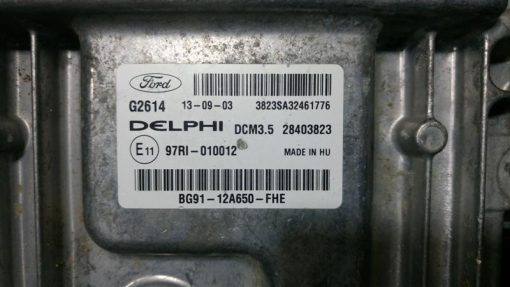 Ford
G2614 13-09-03 3823SA32461776
DELPHI DCM3.5 28403823
E11 97RI-010012 MADE IN HU
BG91-12A650-FHE